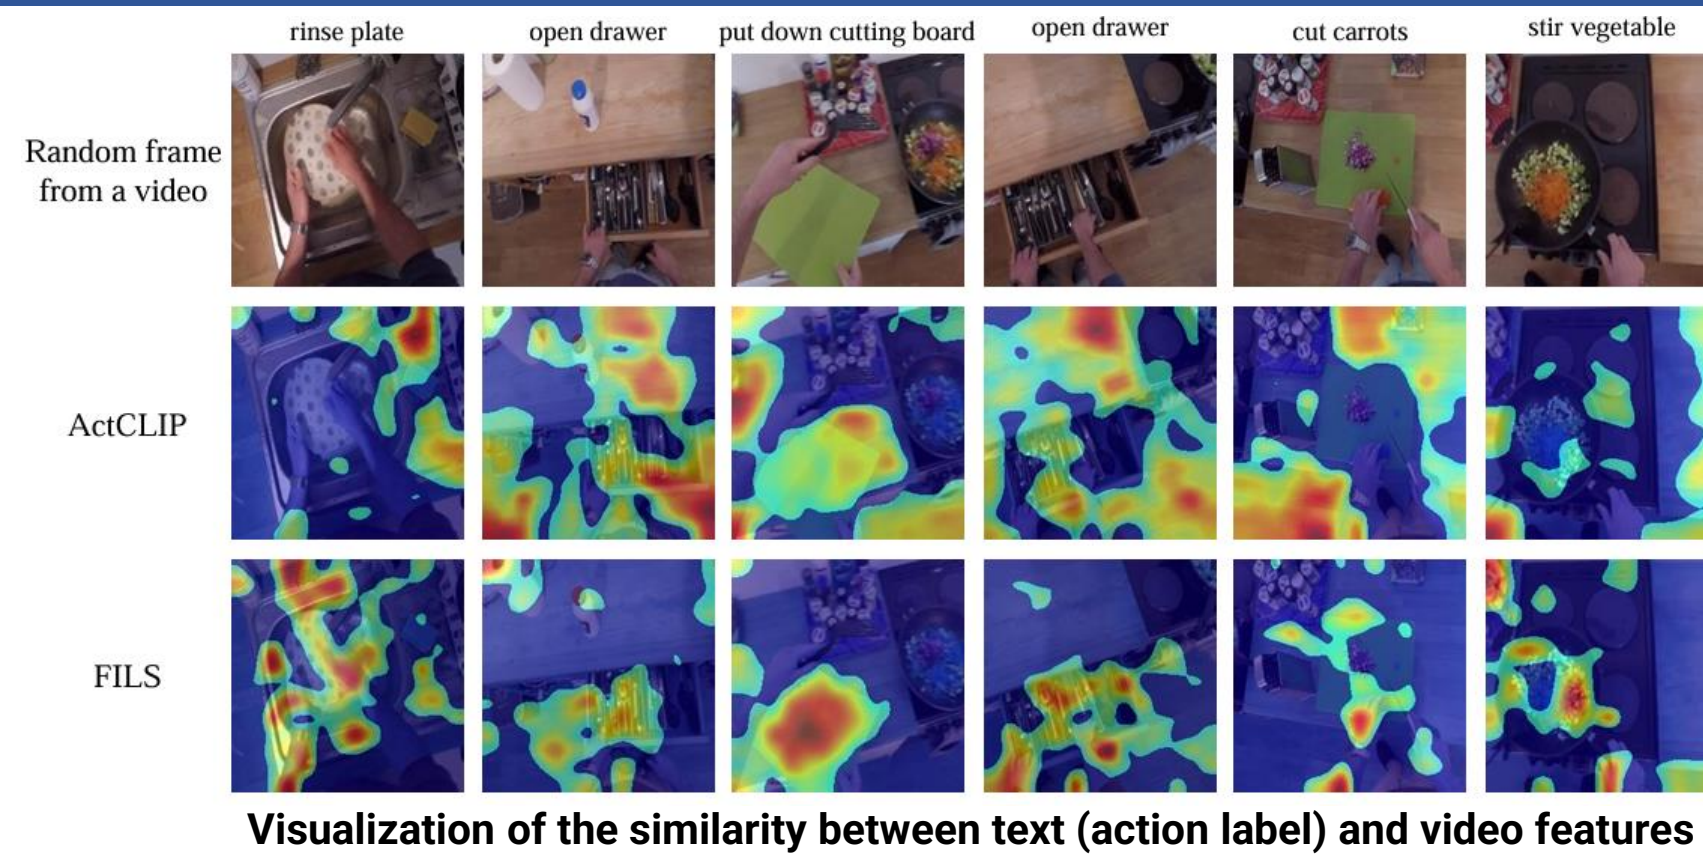 rinse plate
open drawer
put down cutting board
open drawer
cut carrots
stir vegetable
Random frame
from a video
ActCLIP
FILS
Visualization of the similarity between text (action label) and video features